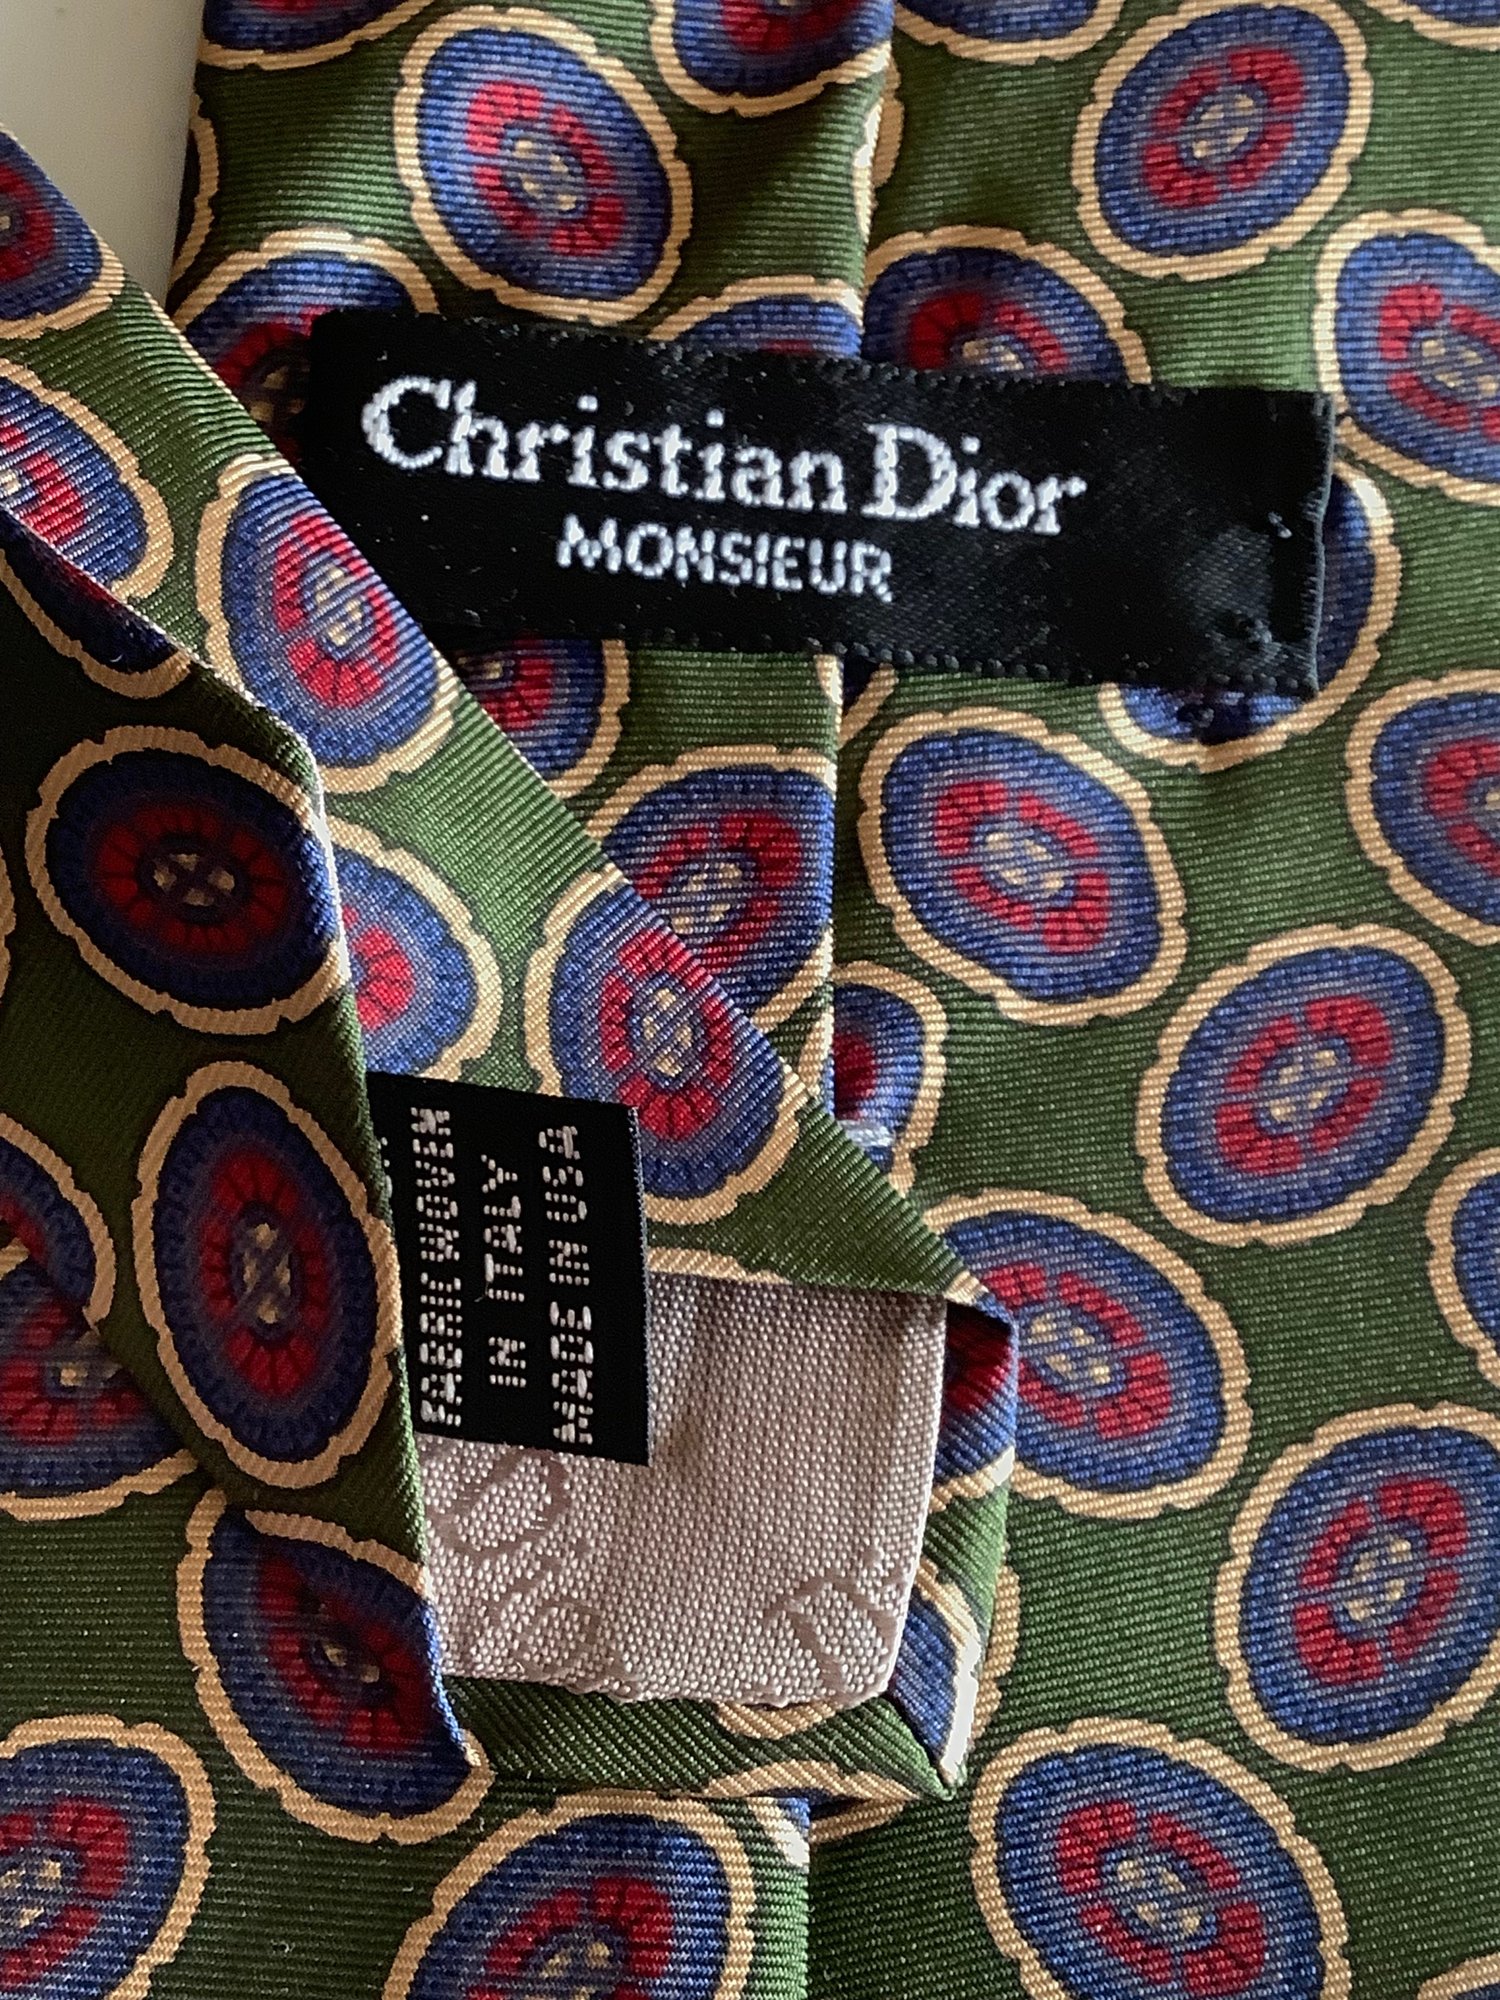 Christian Dior
MONSIEUR
FABRIC WOVEN
IN ITALY
MADE IN USA